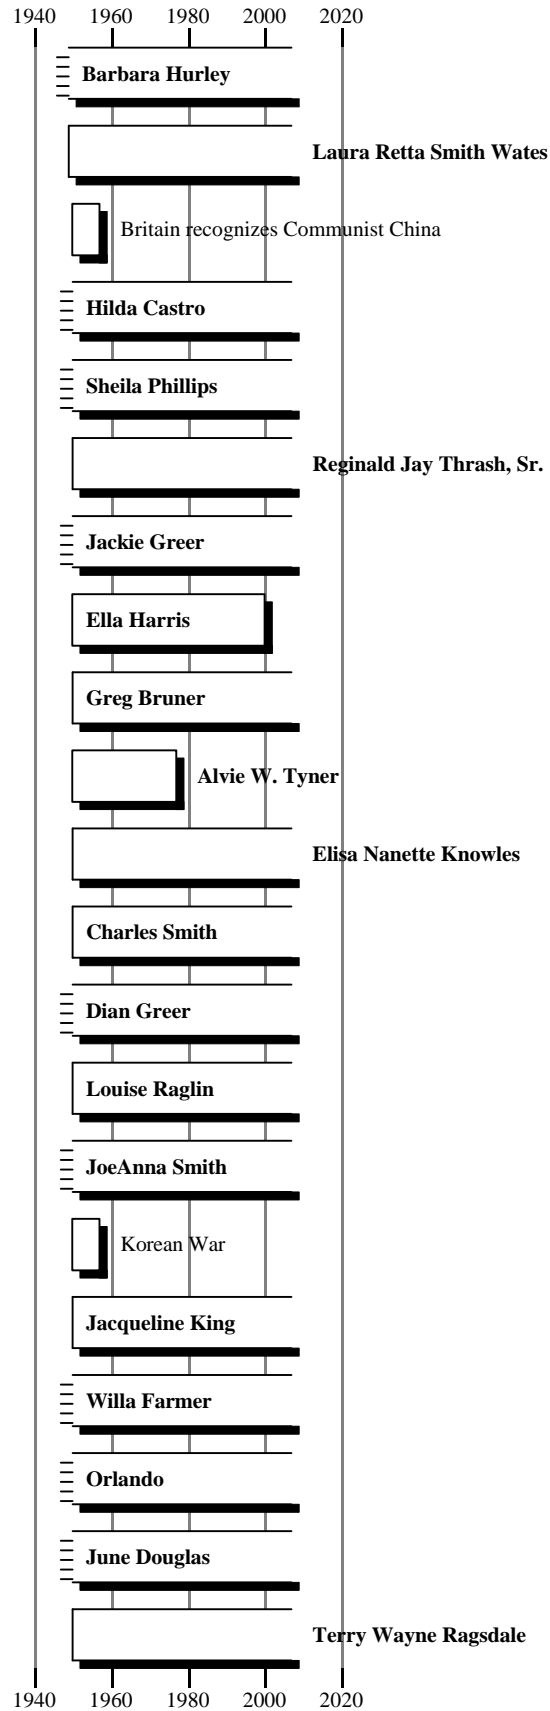 1940 1960 1980 2000 2020
Barbara Hurley
Laura Retta Smith Wates
Britain recognizes Communist China
Hilda Castro
Sheila Phillips
Reginald Jay Thrash, Sr.
Jackie Greer
Ella Harris
Greg Bruner
Alvie W. Tyner
Elisa Nanette Knowles
Charles Smith
Dian Greer
Louise Raglin
JoeAnna Smith
Korean War
Jacqueline King
Willa Farmer
Orlando
June Douglas
Terry Wayne Ragsdale
1940 1960 1980 2000 2020